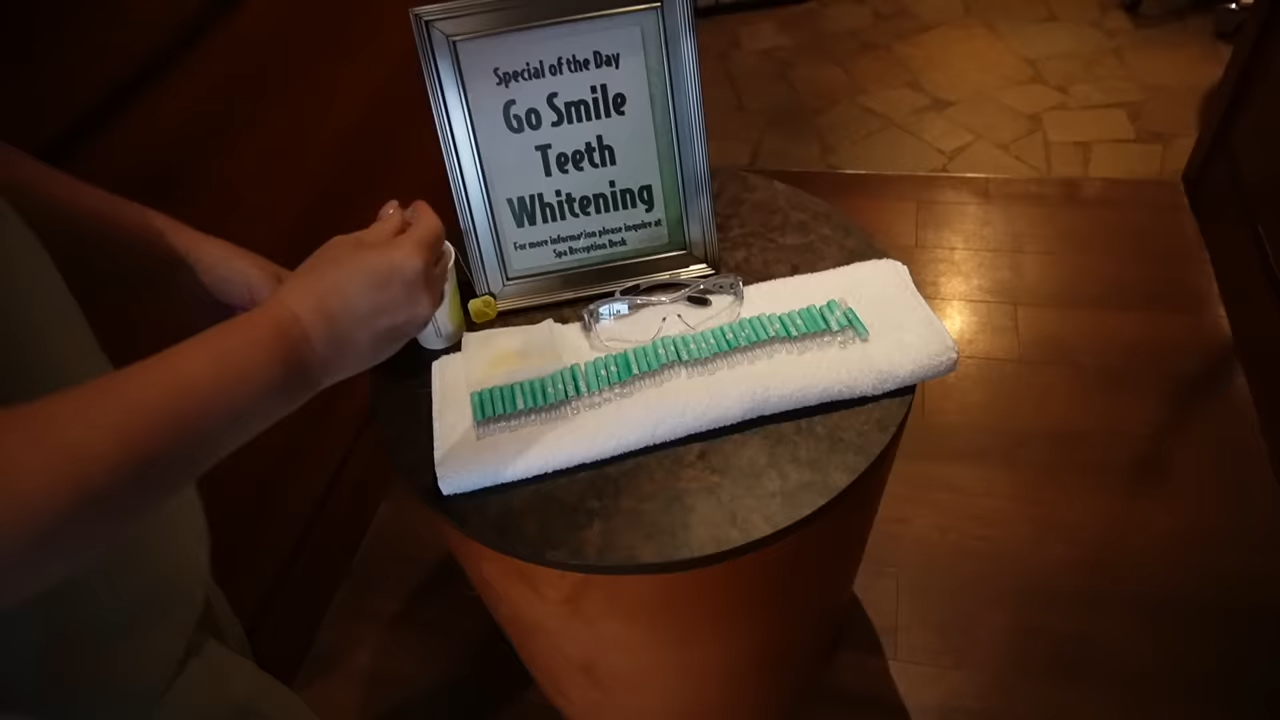 Special of the Day
Go Smile
Teeth
Whitening
For more information please inquire at
Spa Reception Desk